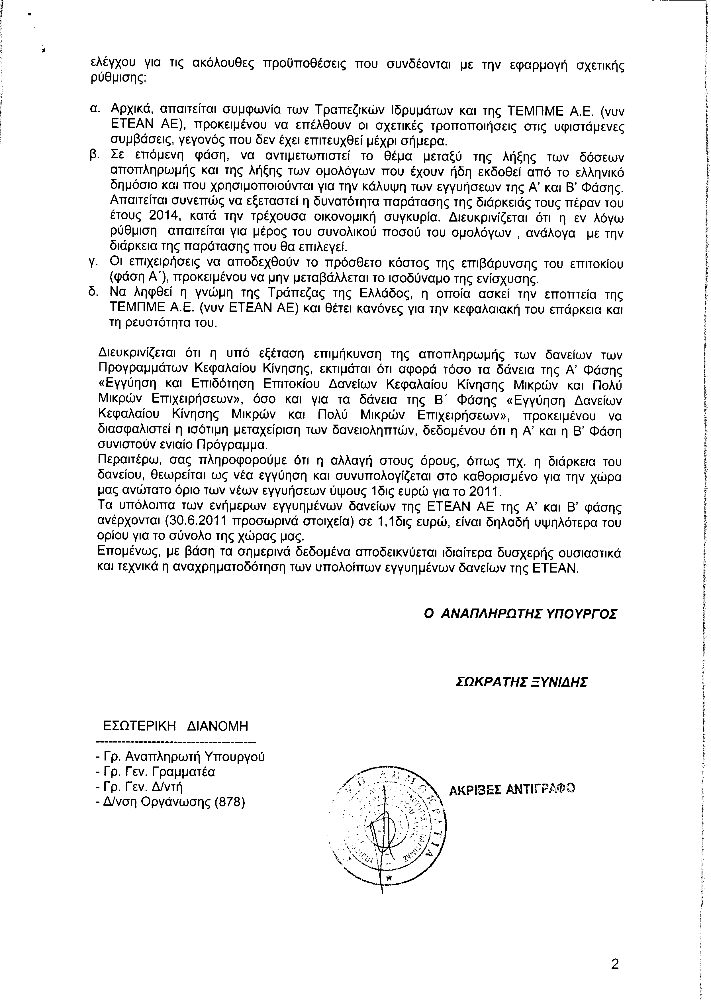 ελέγχου για τις ακόλουθες προϋποθέσεις που συνδέονται με την εφαρμογή σχετικής
ρύθμισης:
α. Αρχικά, απαιτείται συμφωνία των Τραπεζικών Ιδρυμάτων και της ΤΕΜΠΜΕ Α.Ε. (νυν
ΕΤΕΑΝ ΑΕ), προκειμένου να επέλθουν οι σχετικές τροποποιήσεις στις υφιστάμενες
συμβάσεις, γεγονός που δεν έχει επιτευχθεί μέχρι σήμερα.
β. Σε επόμενη φάση, να αντιμετωπιστεί το θέμα μεταξύ της λήξης των δόσεων
αποπληρωμής και της λήξης των ομολόγων που έχουν ήδη εκδοθεί από το ελληνικό
δημόσιο και που χρησιμοποιούνται για την κάλυψη των εγγυήσεων της Α’ και Β’ Φάσης.
Απαιτείται συνεπώς να εξεταστεί η δυνατότητα παράτασης της διάρκειάς τους πέραν του
έτους 2014, κατά την τρέχουσα οικονομική συγκυρία. Διευκρινίζεται ότι η εν λόγω
ρύθμιση απαιτείται για μέρος του συνολικού ποσού του ομολόγων , ανάλογα με την
διάρκεια της παράτασης που θα επιλεγεί.
γ. Οι επιχειρήσεις να αποδεχθούν το πρόσθετο κόστος της επιβάρυνσης του επιτοκίου
(φάση Α΄), προκειμένου να μην μεταβάλλεται το ισοδύναμο της ενίσχυσης.
δ. Να ληφθεί η γνώμη της Τράπεζας της Ελλάδος, η οποία ασκεί την εποπτεία της
ΤΕΜΠΜΕ Α.Ε. (νυν ΕΤΕΑΝ ΑΕ) και θέτει κανόνες για την κεφαλαιακή του επάρκεια και
τη ρευστότητα του.
Διευκρινίζεται ότι η υπό εξέταση επιμήκυνση της αποπληρωμής των δανείων των
Προγραμμάτων Κεφαλαίου Κίνησης, εκτιμάται ότι αφορά τόσο τα δάνεια της Α’ Φάσης
«Εγγύηση και Επιδότηση Επιτοκίου Δανείων Κεφαλαίου Κίνησης Μικρών και Πολύ
Μικρών Επιχειρήσεων», όσο και για τα δάνεια της Β΄ Φάσης «Εγγύηση Δανείων
Κεφαλαίου Κίνησης Μικρών και Πολύ Μικρών Επιχειρήσεων», προκειμένου να
διασφαλιστεί η ισότιμη μεταχείριση των δανειοληπτών, δεδομένου ότι η Α’ και η Β’ Φάση
συνιστούν ενιαίο Πρόγραμμα.
Περαιτέρω, σας πληροφορούμε ότι η αλλαγή στους όρους, όπως πχ. η διάρκεια του
δανείου, θεωρείται ως νέα εγγύηση και συνυπολογίζεται στο καθορισμένο για την χώρα
μας ανώτατο όριο των νέων εγγυήσεων ύψους 1δις ευρώ για το 2011.
Τα υπόλοιπα των ενήμερων εγγυημένων δανείων της ΕΤΕΑΝ ΑΕ της Α’ και Β’ φάσης
ανέρχονται (30.6.2011 προσωρινά στοιχεία) σε 1,1δις ευρώ, είναι δηλαδή υψηλότερα του
ορίου για το σύνολο της χώρας μας.
Επομένως, με βάση τα σημερινά δεδομένα αποδεικνύεται ιδιαίτερα δυσχερής ουσιαστικά
και τεχνικά η αναχρηματοδότηση των υπολοίπων εγγυημένων δανείων της ΕΤΕΑΝ.
Ο ΑΝΑΠΛΗΡΩΤΗΣ ΥΠΟΥΡΓΟΣ
ΣΩΚΡΑΤΗΣ ΞΥΝΙΔΗΣ
ΕΣΩΤΕΡΙΚΗ ΔΙΑΝΟΜΗ
-------------------------------------
- Γρ. Αναπληρωτή Υπουργού
- Γρ. Γεν. Γραμματέα
- Γρ. Γεν. Δ/ντή
- Δ/νση Οργάνωσης (878)
ΑΚΡΙΒΕΣ ΑΝΤΙΓΡΑΦΟ
ΔΗΜΟΚΡΑΤΙΑ
2